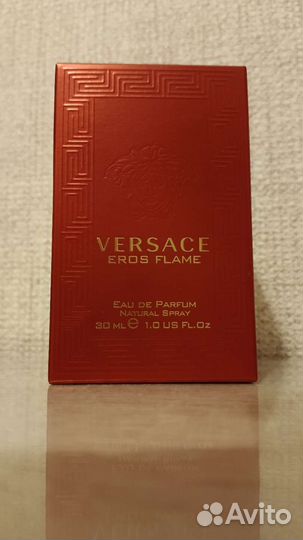 VERSACE
EROS FLAME
EAU DE PARFUM
NATURAL SPRAY
30 ML ℮ 1.0 US FL.OZ
Avito